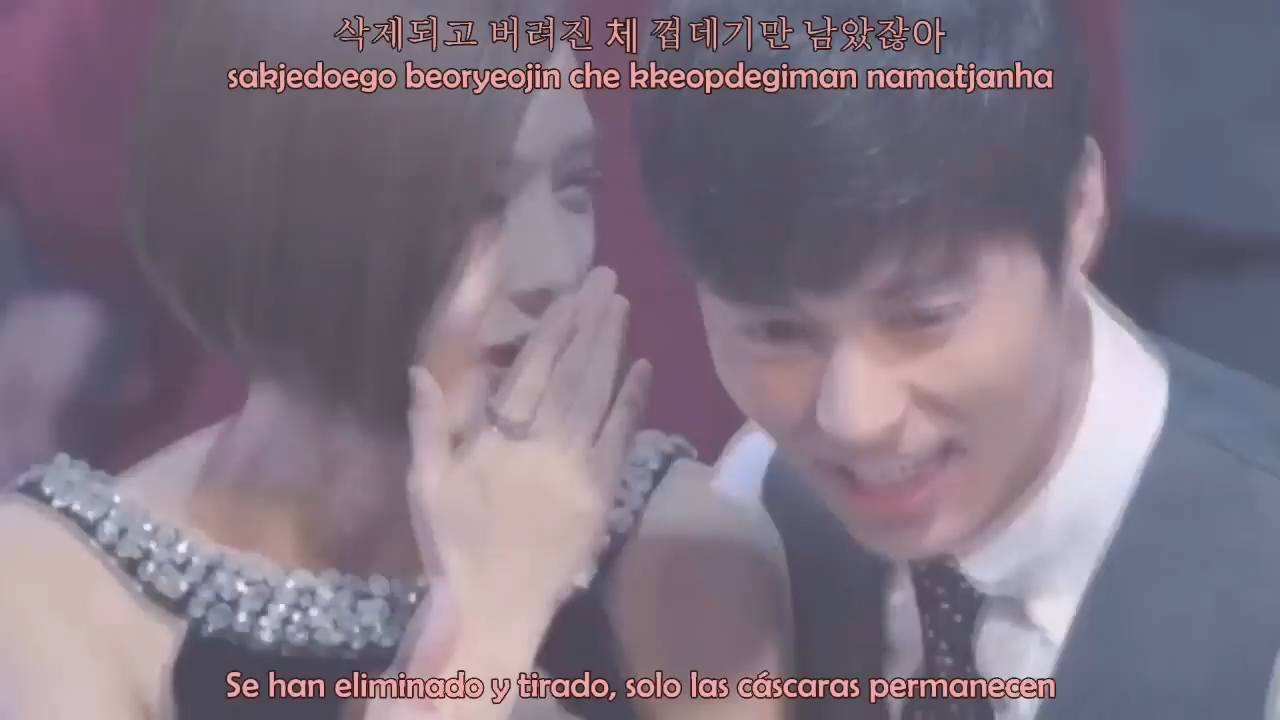 삭제되고 버려진 체 껍데기만 남았잖아
sakjedoego beoryeojin che kkeopdegiman namatjanha
Se han eliminado y tirado, solo las cáscaras permanecen